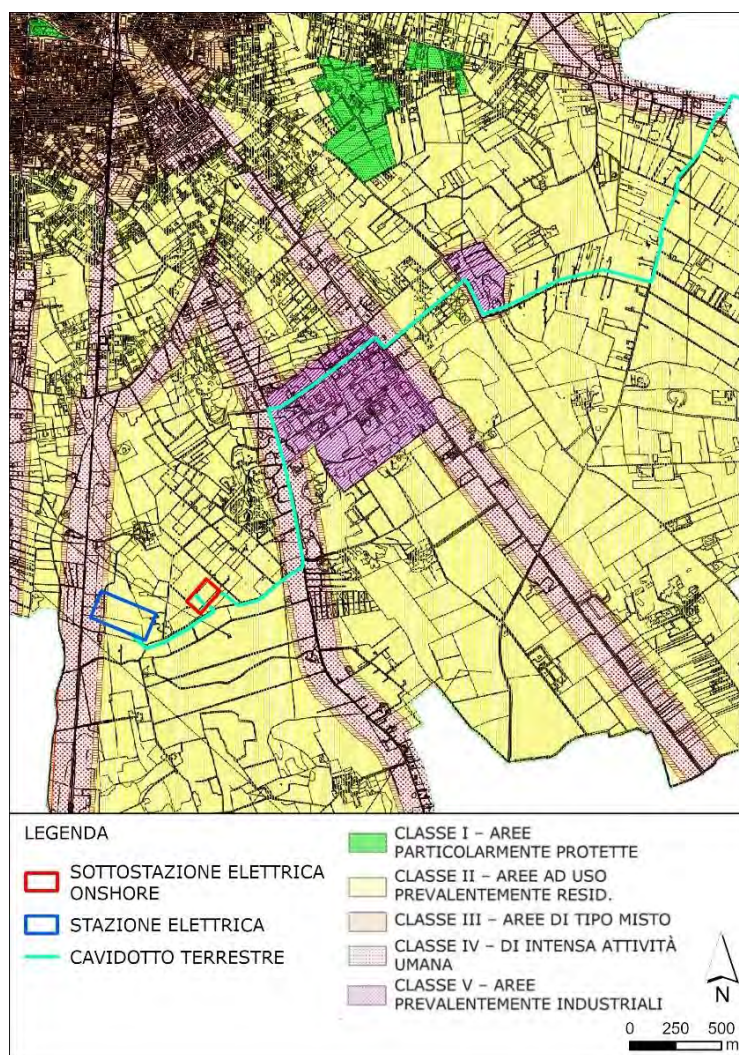 LEGENDA
SOTTOSTAZIONE ELETTRICA
ONSHORE
STAZIONE ELETTRICA
CAVIDOTTO TERRESTRE
CLASSE I – AREE
PARTICOLARMENTE PROTETTE
CLASSE II – AREE AD USO
PREVALENTEMENTE RESID.
CLASSE III – AREE DI TIPO MISTO
CLASSE IV – DI INTENSA ATTIVITÀ
UMANA
CLASSE V – AREE
PREVALENTEMENTE INDUSTRIALI
N
0 250 500
m